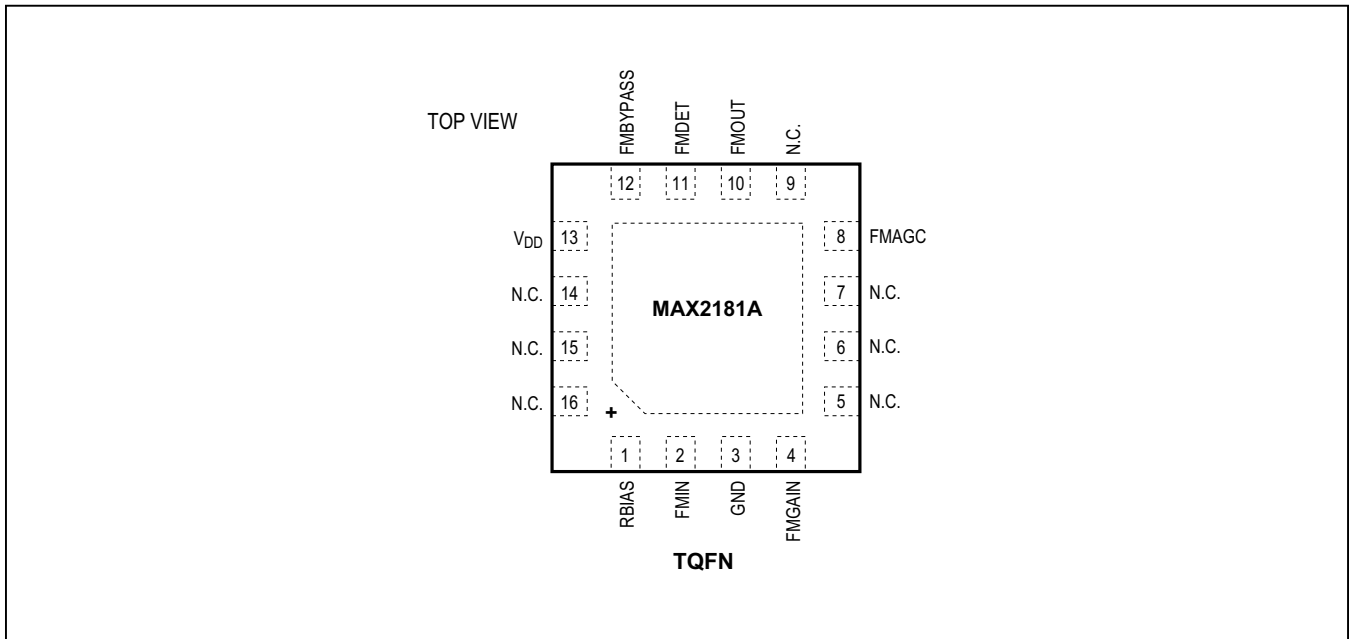 TOP VIEW
FMBYPASS
FMDET
FMOUT
N.C.
12 11 10 9
VDD 13
8 FMAGC
N.C. 14
7 N.C.
MAX2181A
N.C. 15
6 N.C.
N.C. 16
5 N.C.
+
1 2 3 4
RBIAS
FMIN
GND
FMGAIN
TQFN